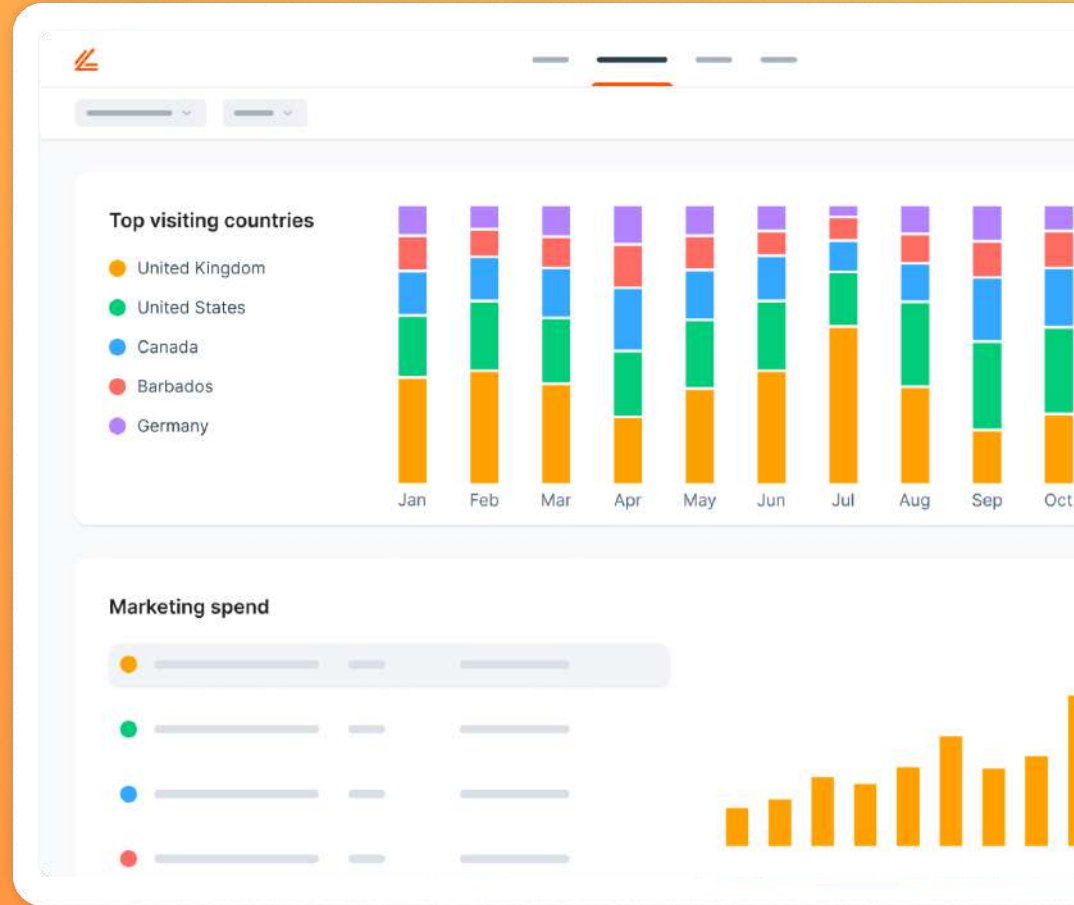 Top visiting countries
United Kingdom
United States
Canada
Barbados
Germany
Jan Feb Mar Apr May Jun Jul Aug Sep Oct
Marketing spend